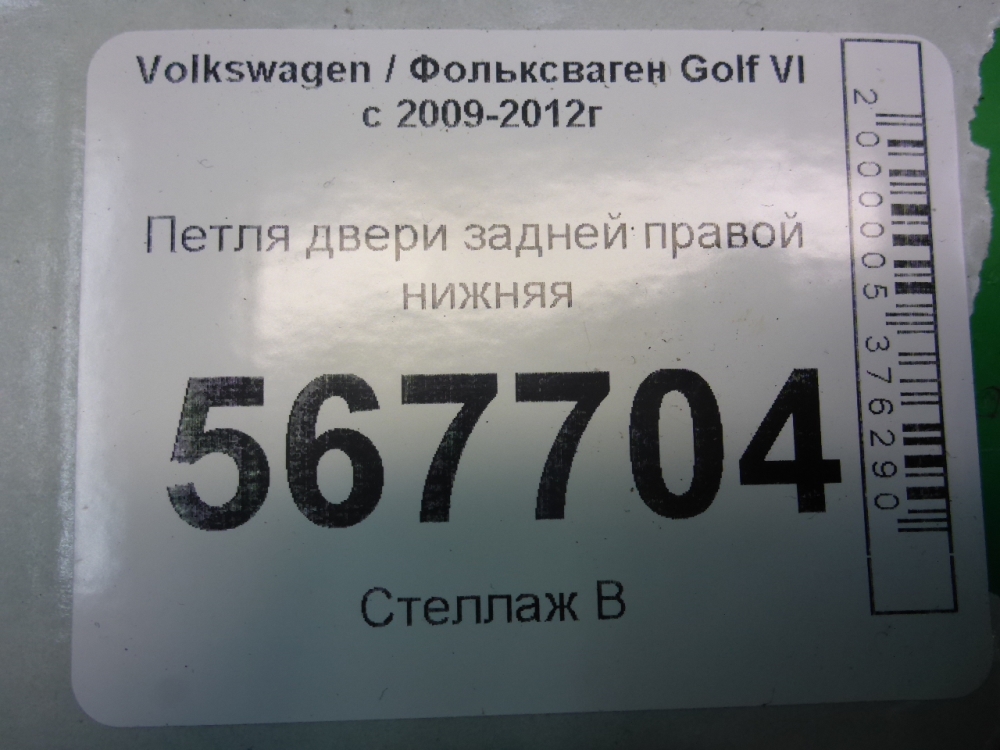 Volkswagen / Фольксваген Golf VI
с 2009-2012г
Петля двери задней правой
нижняя
567704
Стеллаж В
2000005376290